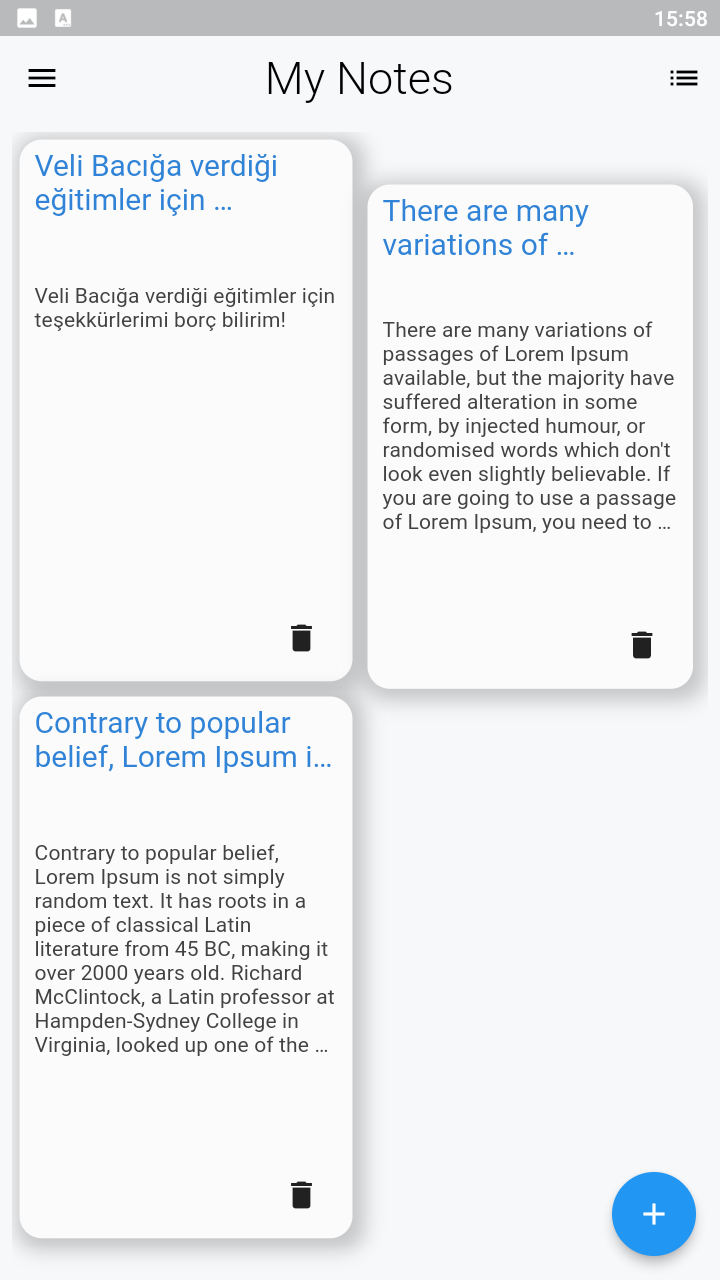 15:58
My Notes
Veli Bacığa verdiği
eğitimler için ...
Veli Bacığa verdiği eğitimler için
teşekkürlerimi borç bilirim!
There are many
variations of ...
There are many variations of
passages of Lorem Ipsum
available, but the majority have
suffered alteration in some
form, by injected humour, or
randomised words which don't
look even slightly believable. If
you are going to use a passage
of Lorem Ipsum, you need to ...
Contrary to popular
belief, Lorem Ipsum i...
Contrary to popular belief,
Lorem Ipsum is not simply
random text. It has roots in a
piece of classical Latin
literature from 45 BC, making it
over 2000 years old. Richard
McClintock, a Latin professor at
Hampden-Sydney College in
Virginia, looked up one of the ...